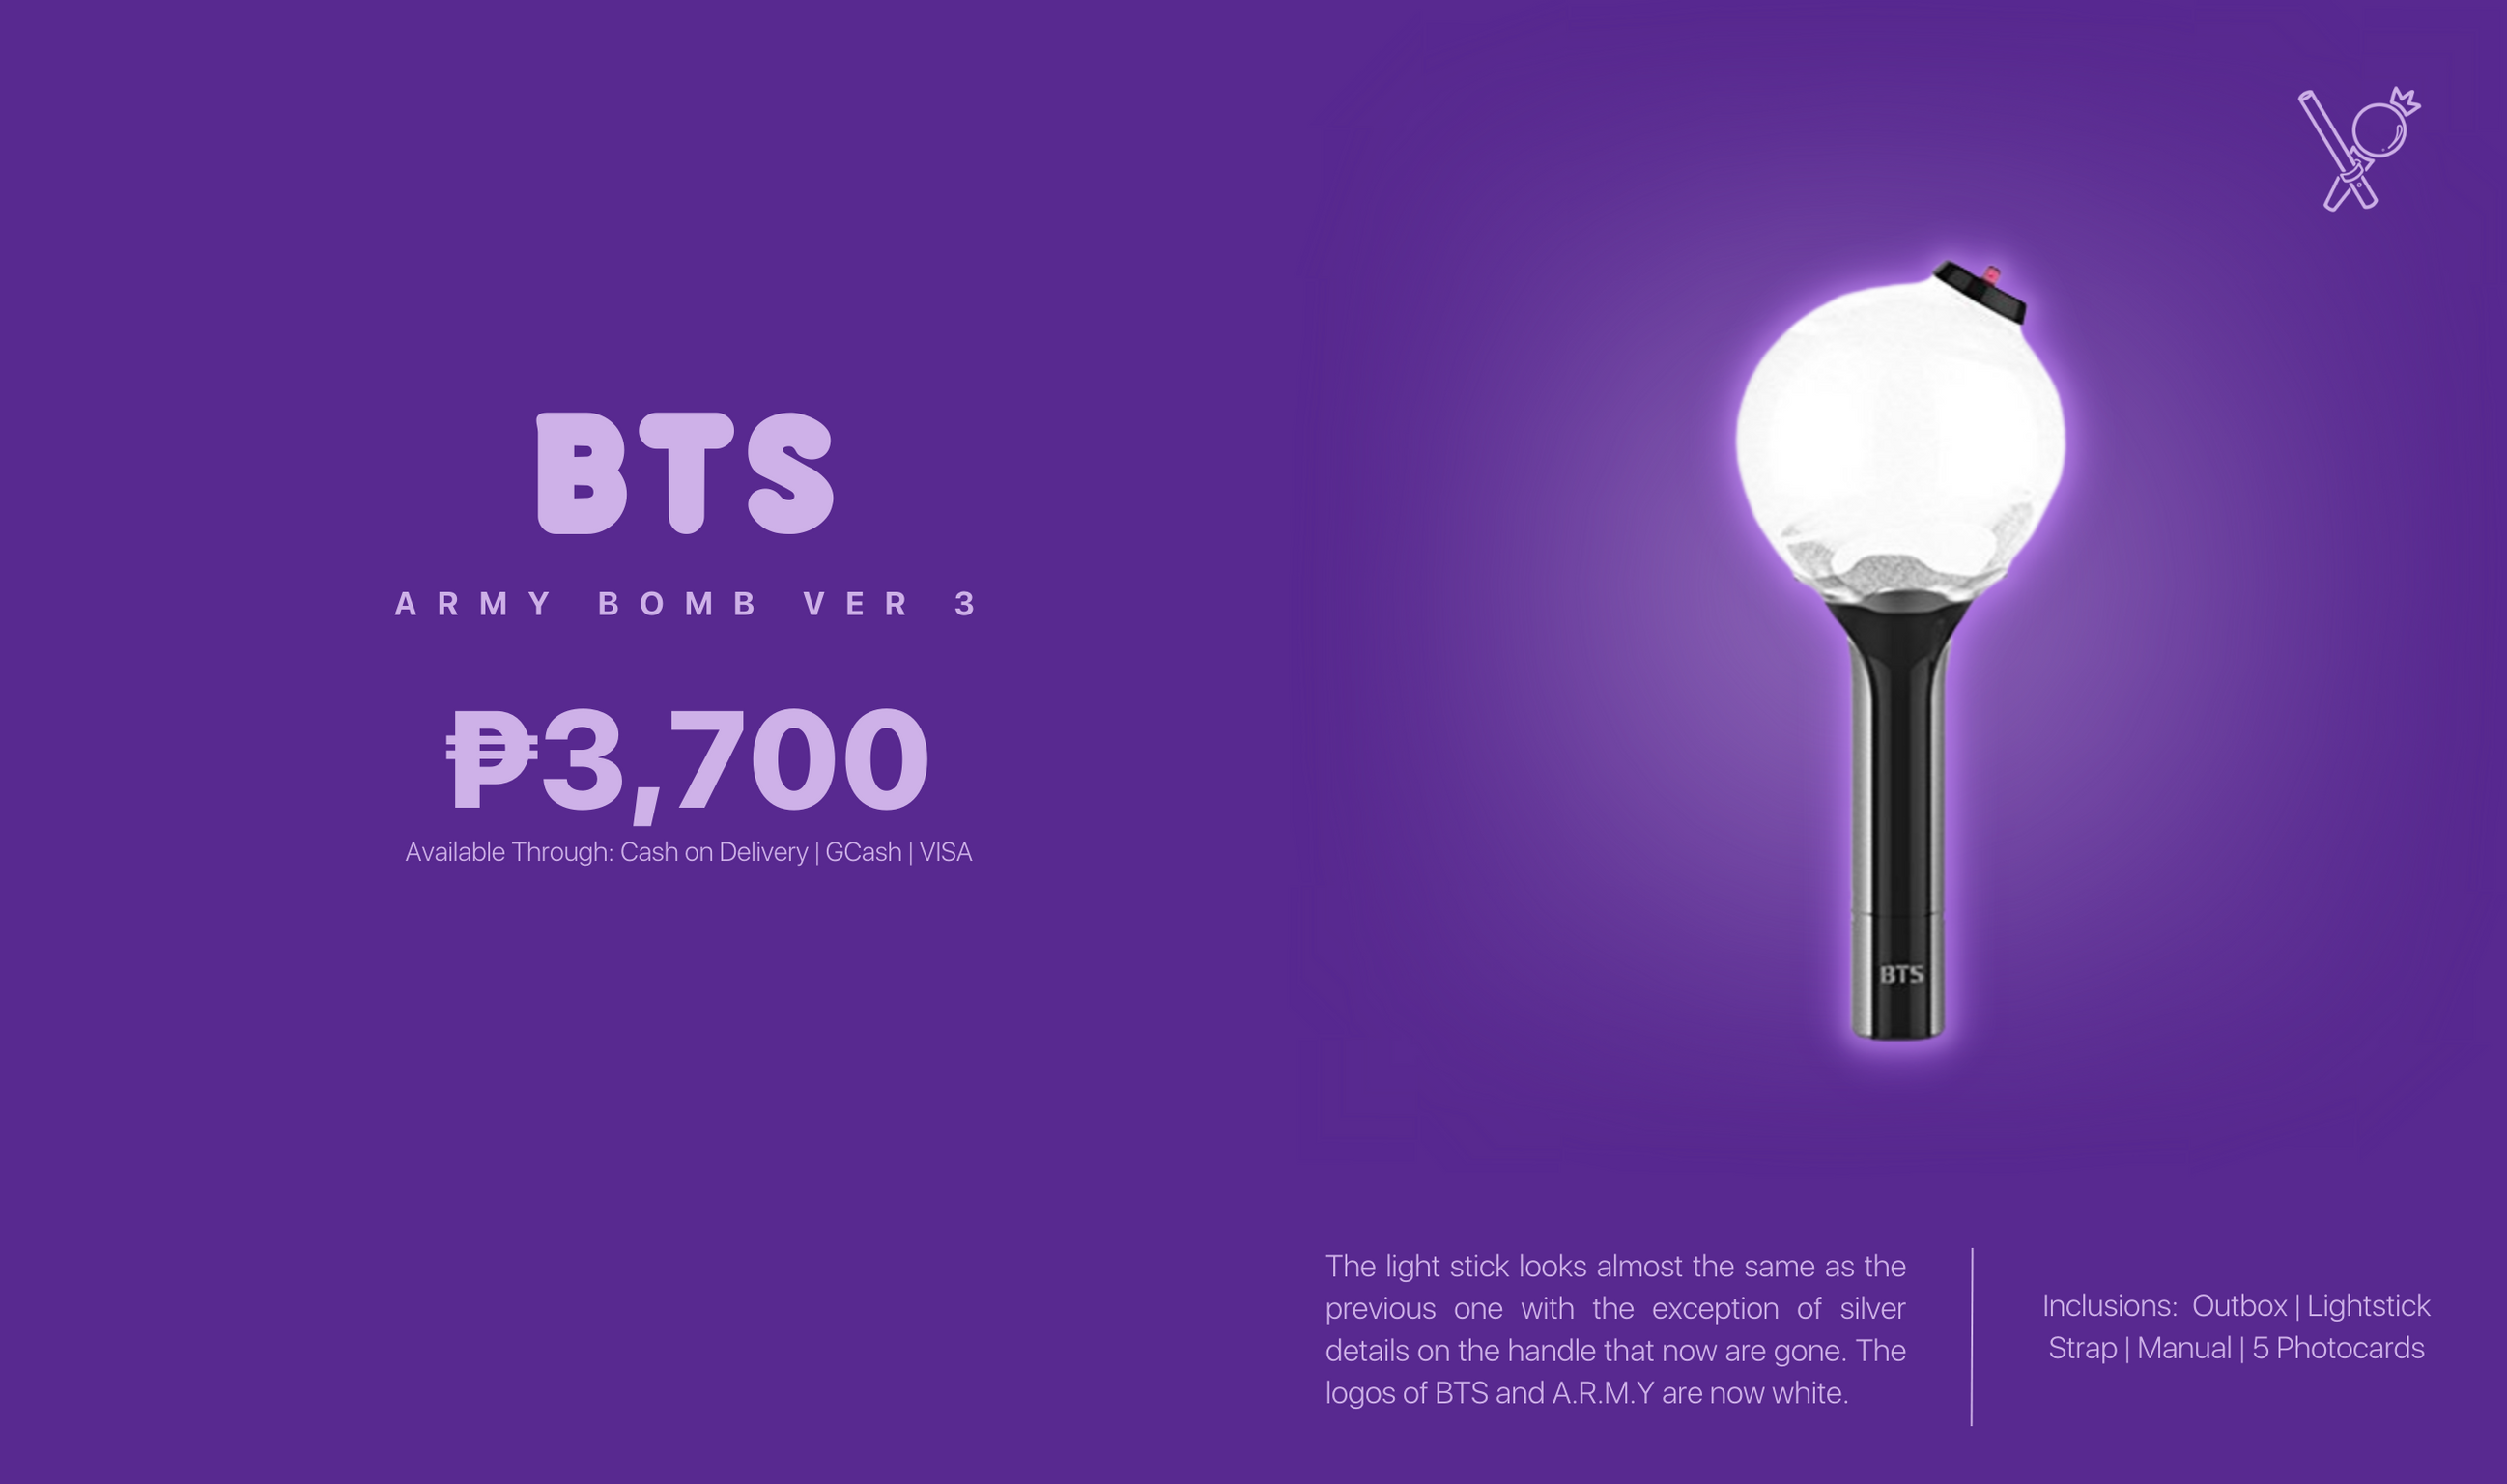 BTS
ARMY BOMB VER 3
₱3,700
Available Through: Cash on Delivery | GCash | VISA
BTS
The light stick looks almost the same as the
previous one with the exception of silver
details on the handle that now are gone. The
logos of BTS and A.R.M.Y are now white.
Inclusions: Outbox | Lightstick
Strap | Manual | 5 Photocards